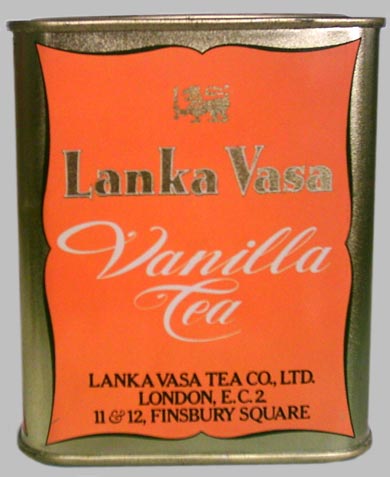 Lanka Vasa
Vanilla
Tea
LANKA VASA TEA CO., LTD.
LONDON, E.C.2
11 & 12, FINSBURY SQUARE